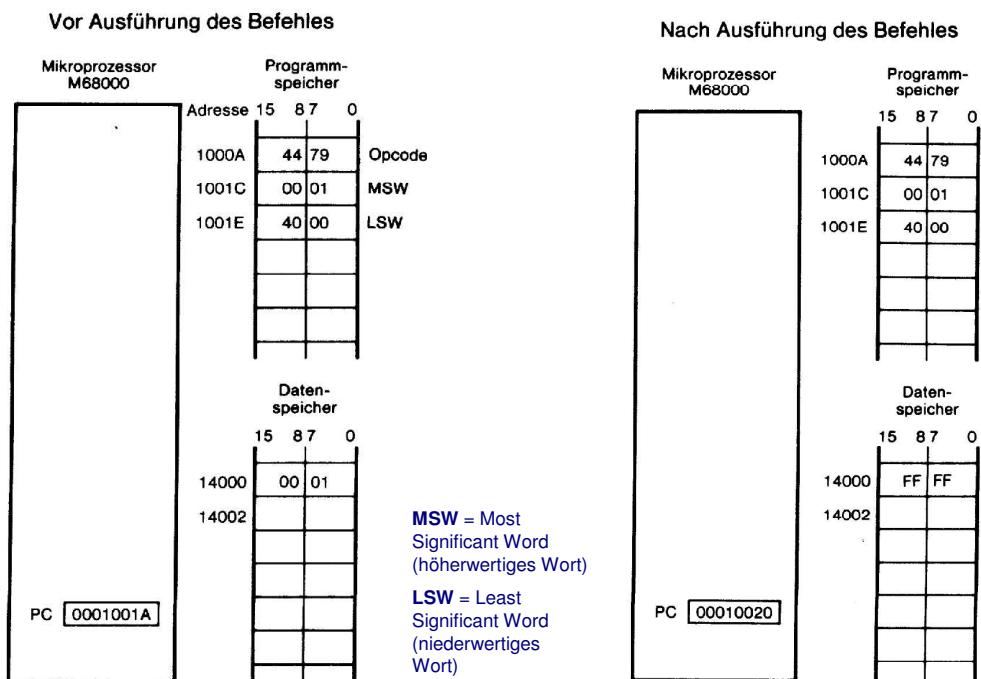 Vor Ausführung des Befehles
Mikroprozessor
M68000
Programm-
speicher
Adresse 15 8 7 0
1000A 44 79 Opcode
1001C 00 01 MSW
1001E 40 00 LSW
Daten-
speicher
15 8 7 0
14000 00 01
14002
PC 0001001A
MSW = Most
Significant Word
(höherwertiges Wort)
LSW = Least
Significant Word
(niederwertiges
Wort)
Nach Ausführung des Befehles
Mikroprozessor
M68000
Programm-
speicher
15 8 7 0
1000A 44 79
1001C 00 01
1001E 40 00
Daten-
speicher
15 8 7 0
14000 FF FF
14002
PC 00010020